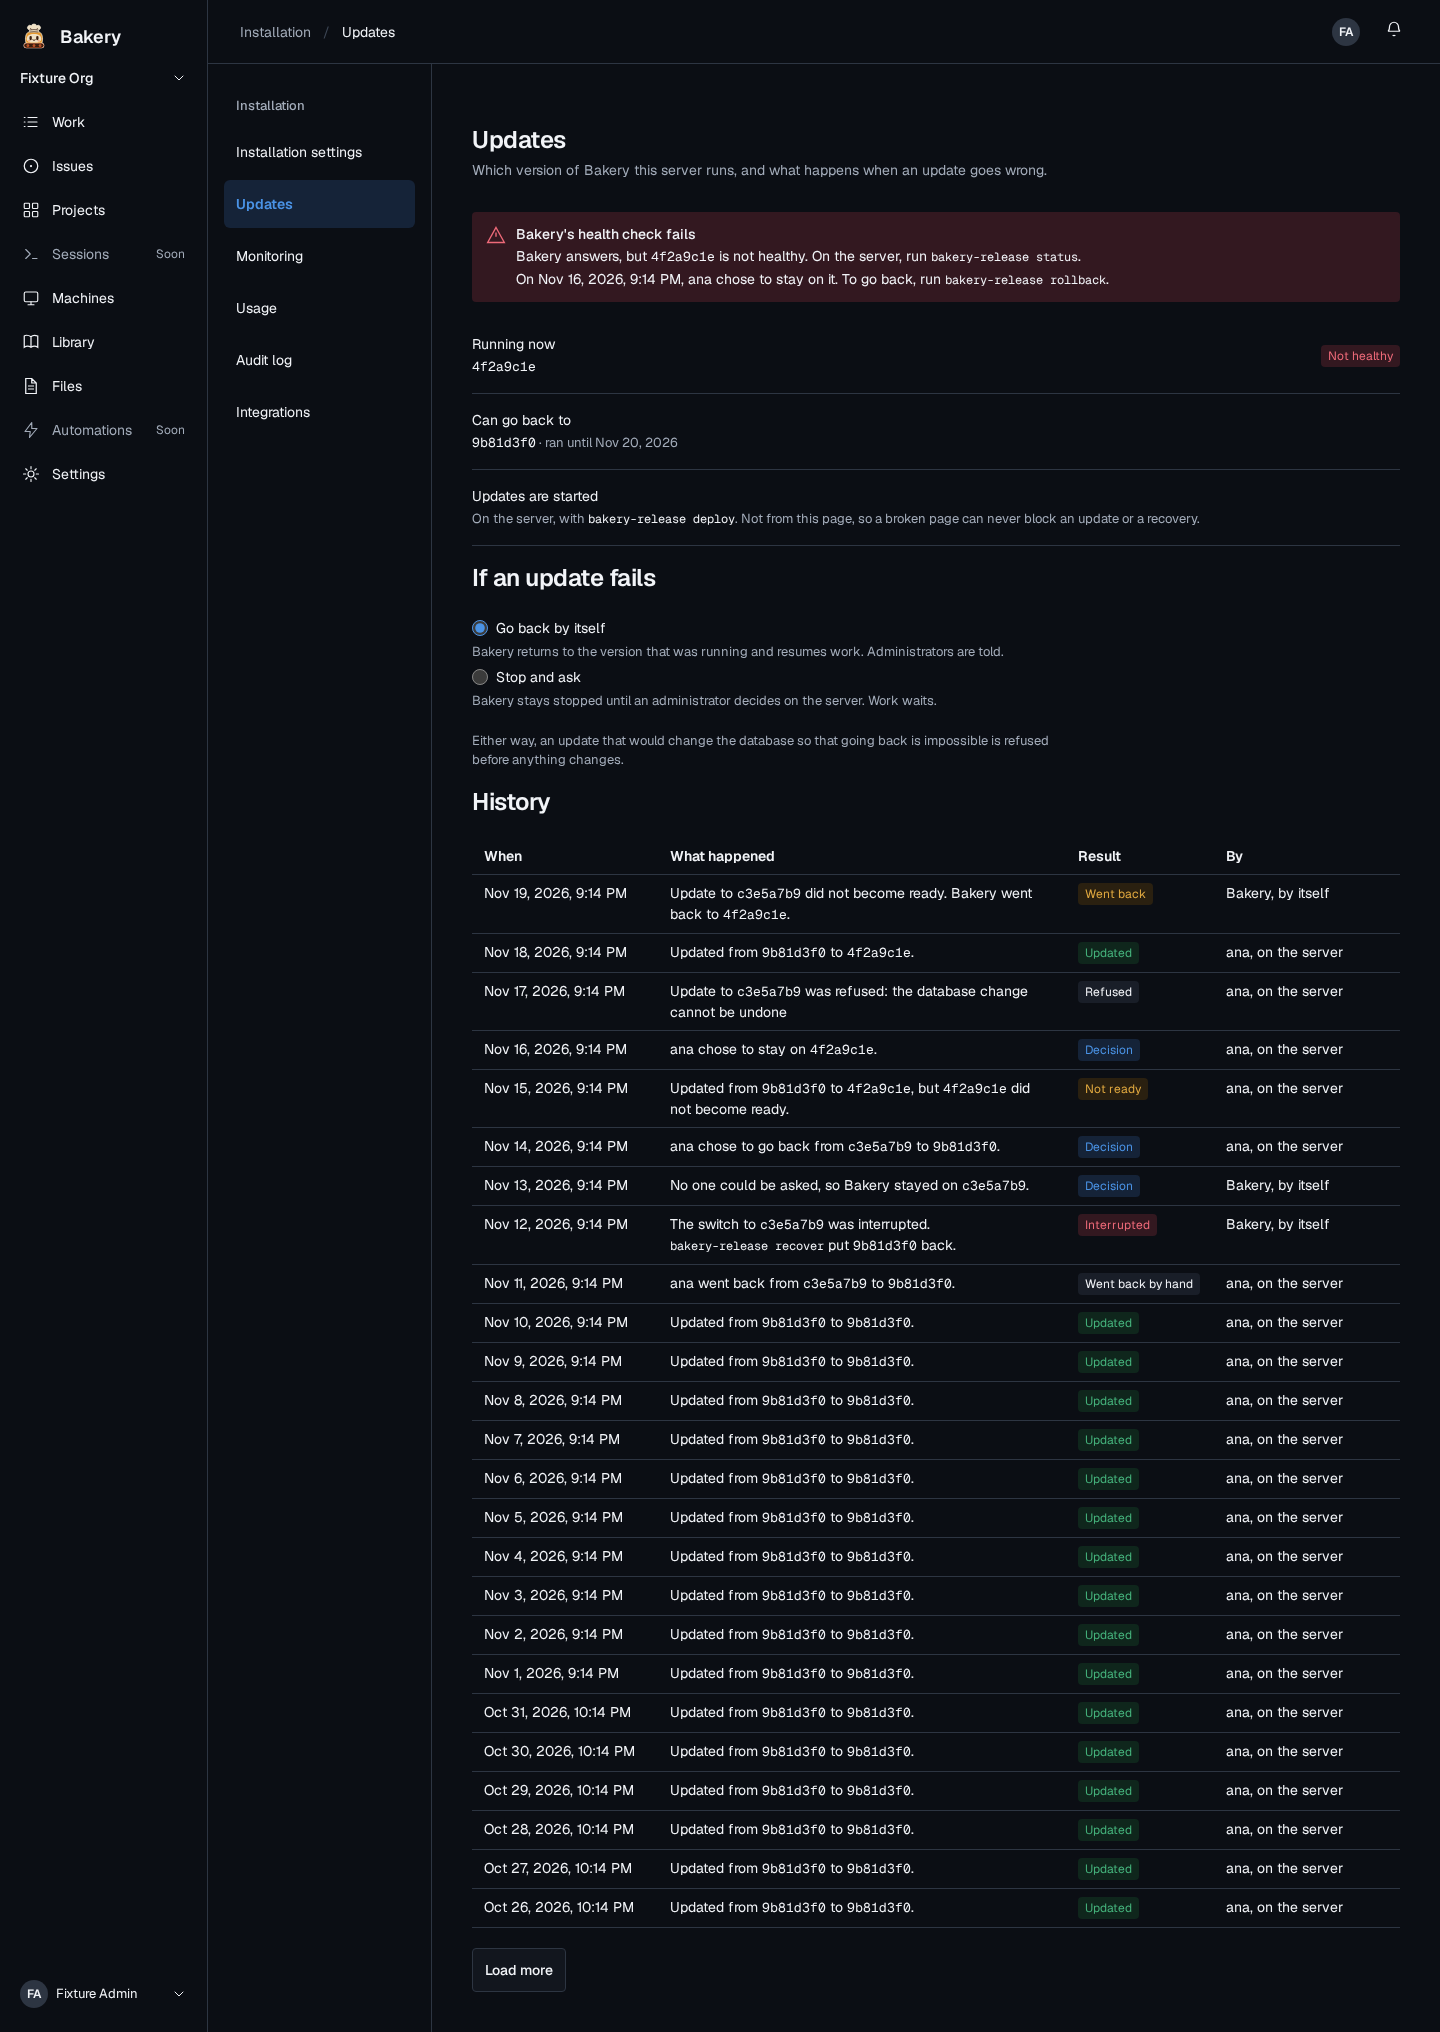 Bakery
Fixture Org
Work
Issues
Projects
Sessions Soon
Machines
Library
Files
Automations Soon
Settings
FA Fixture Admin
Installation / Updates
FA
Installation
Installation settings
Updates
Monitoring
Usage
Audit log
Integrations
Updates
Which version of Bakery this server runs, and what happens when an update goes wrong.
Bakery's health check fails
Bakery answers, but 4f2a9c1e is not healthy. On the server, run bakery-release status.
On Nov 16, 2026, 9:14 PM, ana chose to stay on it. To go back, run bakery-release rollback.
Running now
4f2a9c1e
Not healthy
Can go back to
9b81d3f0 · ran until Nov 20, 2026
Updates are started
On the server, with bakery-release deploy. Not from this page, so a broken page can never block an update or a recovery.
If an update fails
Go back by itself
Bakery returns to the version that was running and resumes work. Administrators are told.
Stop and ask
Bakery stays stopped until an administrator decides on the server. Work waits.
Either way, an update that would change the database so that going back is impossible is refused
before anything changes.
History
When What happened Result By
Nov 19, 2026, 9:14 PM Update to c3e5a7b9 did not become ready. Bakery went Went back Bakery, by itself
back to 4f2a9c1e.
Nov 18, 2026, 9:14 PM Updated from 9b81d3f0 to 4f2a9c1e. Updated ana, on the server
Nov 17, 2026, 9:14 PM Update to c3e5a7b9 was refused: the database change Refused ana, on the server
cannot be undone
Nov 16, 2026, 9:14 PM ana chose to stay on 4f2a9c1e. Decision ana, on the server
Nov 15, 2026, 9:14 PM Updated from 9b81d3f0 to 4f2a9c1e, but 4f2a9c1e did Not ready ana, on the server
not become ready.
Nov 14, 2026, 9:14 PM ana chose to go back from c3e5a7b9 to 9b81d3f0. Decision ana, on the server
Nov 13, 2026, 9:14 PM No one could be asked, so Bakery stayed on c3e5a7b9. Decision Bakery, by itself
Nov 12, 2026, 9:14 PM The switch to c3e5a7b9 was interrupted. Interrupted Bakery, by itself
bakery-release recover put 9b81d3f0 back.
Nov 11, 2026, 9:14 PM ana went back from c3e5a7b9 to 9b81d3f0. Went back by hand ana, on the server
Nov 10, 2026, 9:14 PM Updated from 9b81d3f0 to 9b81d3f0. Updated ana, on the server
Nov 9, 2026, 9:14 PM Updated from 9b81d3f0 to 9b81d3f0. Updated ana, on the server
Nov 8, 2026, 9:14 PM Updated from 9b81d3f0 to 9b81d3f0. Updated ana, on the server
Nov 7, 2026, 9:14 PM Updated from 9b81d3f0 to 9b81d3f0. Updated ana, on the server
Nov 6, 2026, 9:14 PM Updated from 9b81d3f0 to 9b81d3f0. Updated ana, on the server
Nov 5, 2026, 9:14 PM Updated from 9b81d3f0 to 9b81d3f0. Updated ana, on the server
Nov 4, 2026, 9:14 PM Updated from 9b81d3f0 to 9b81d3f0. Updated ana, on the server
Nov 3, 2026, 9:14 PM Updated from 9b81d3f0 to 9b81d3f0. Updated ana, on the server
Nov 2, 2026, 9:14 PM Updated from 9b81d3f0 to 9b81d3f0. Updated ana, on the server
Nov 1, 2026, 9:14 PM Updated from 9b81d3f0 to 9b81d3f0. Updated ana, on the server
Oct 31, 2026, 10:14 PM Updated from 9b81d3f0 to 9b81d3f0. Updated ana, on the server
Oct 30, 2026, 10:14 PM Updated from 9b81d3f0 to 9b81d3f0. Updated ana, on the server
Oct 29, 2026, 10:14 PM Updated from 9b81d3f0 to 9b81d3f0. Updated ana, on the server
Oct 28, 2026, 10:14 PM Updated from 9b81d3f0 to 9b81d3f0. Updated ana, on the server
Oct 27, 2026, 10:14 PM Updated from 9b81d3f0 to 9b81d3f0. Updated ana, on the server
Oct 26, 2026, 10:14 PM Updated from 9b81d3f0 to 9b81d3f0. Updated ana, on the server
Load more